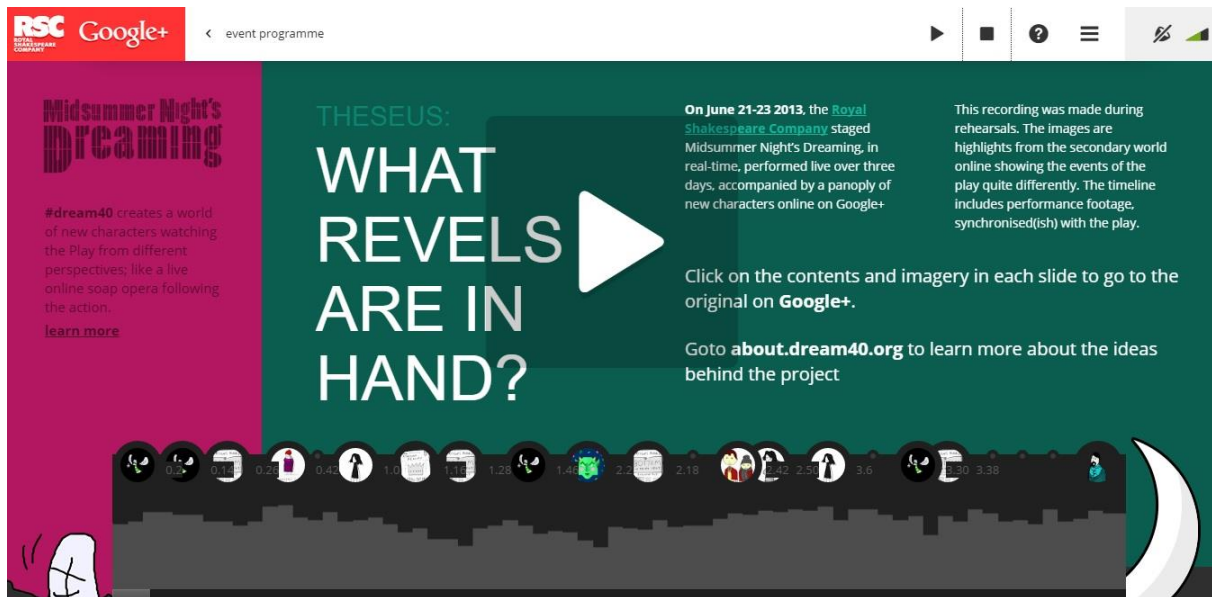 RSC
ROYAL
SHAKESPEARE
COMPANY
Google+
‹ event programme
Midsummer Night's
Dreaming
#dream40 creates a world
of new characters watching
the Play from different
perspectives; like a live
online soap opera following
the action.
learn more
THESEUS:
WHAT
REVELS
ARE IN
HAND?
On June 21-23 2013, the Royal
Shakespeare Company staged
Midsummer Night's Dreaming, in
real-time, performed live over three
days, accompanied by a panoply of
new characters online on Google+
This recording was made during
rehearsals. The images are
highlights from the secondary world
online showing the events of the
play quite differently. The timeline
includes performance footage,
synchronised(ish) with the play.
Click on the contents and imagery in each slide to go to the
original on Google+.
Goto about.dream40.org to learn more about the ideas
behind the project
0.2 0.14 0.26 0.42 1.0 1.16 1.28 1.46 2.2 2.18 2.42 2.50 3.6 3.30 3.38